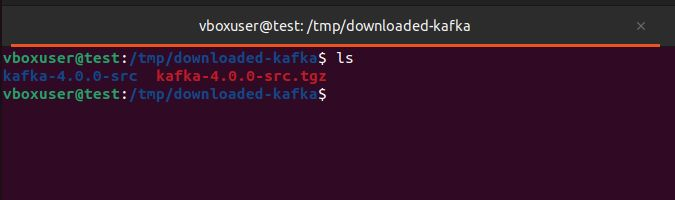 vboxuser@test: /tmp/downloaded-kafka
vboxuser@test:/tmp/downloaded-kafka$ ls
kafka-4.0.0-src  kafka-4.0.0-src.tgz
vboxuser@test:/tmp/downloaded-kafka$